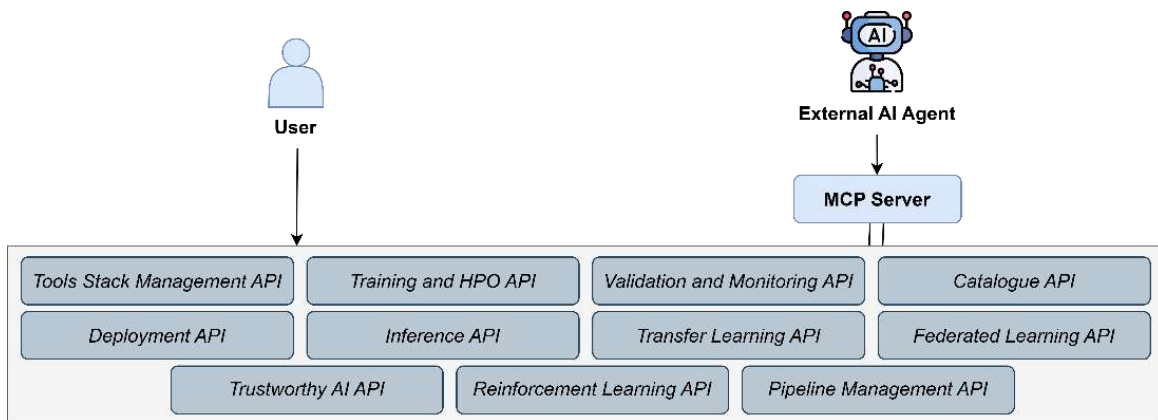 AI
User
External AI Agent
MCP Server
Tools Stack Management API
Training and HPO API
Validation and Monitoring API
Catalogue API
Deployment API
Inference API
Transfer Learning API
Federated Learning API
Trustworthy AI API
Reinforcement Learning API
Pipeline Management API